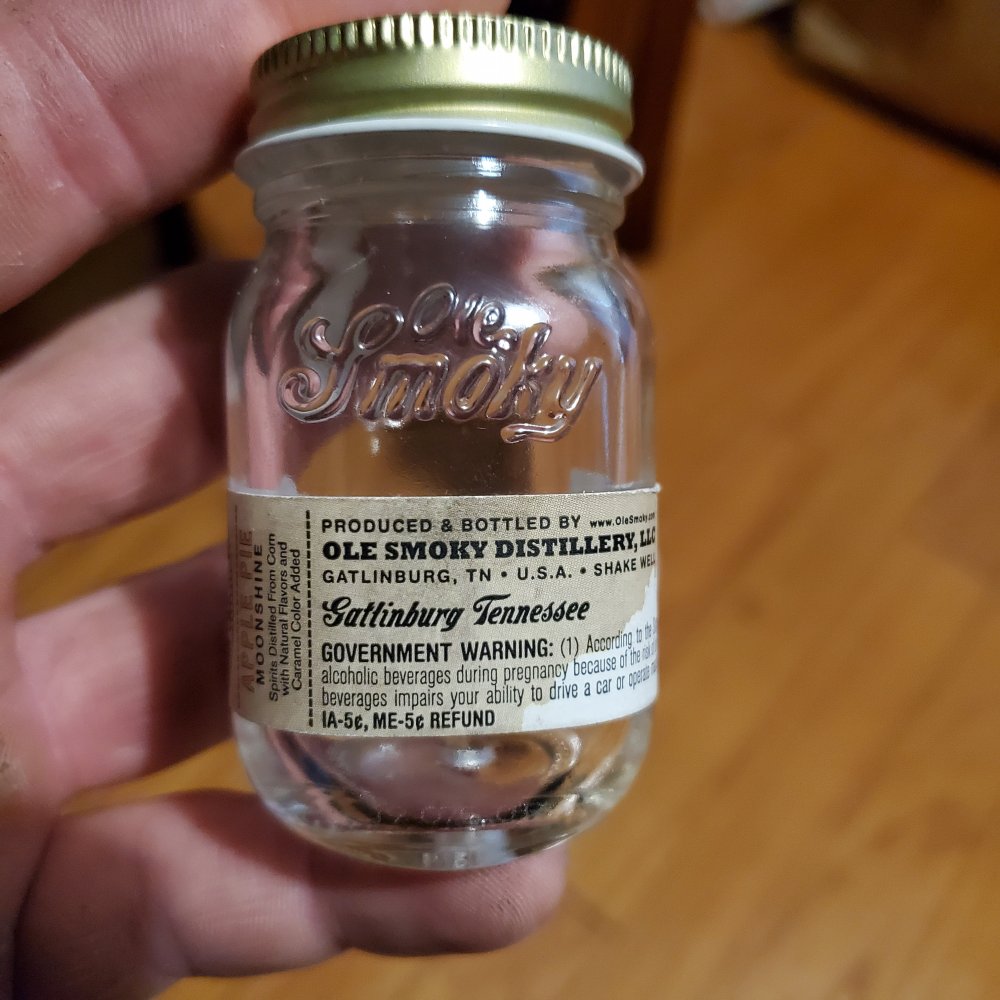 Ole
Smoky
PRODUCED & BOTTLED BY www.OleSmoky.com
OLE SMOKY DISTILLERY, LLC
GATLINBURG, TN • U.S.A. • SHAKE WELL
Gatlinburg Tennessee
GOVERNMENT WARNING: (1) According to the
alcoholic beverages during pregnancy because of the risk
beverages impairs your ability to drive a car or operate
IA-5¢, ME-5¢ REFUND
APPLE PIE
MOONSHINE
Spirits Distilled From Corn
with Natural Flavors and
Caramel Color Added